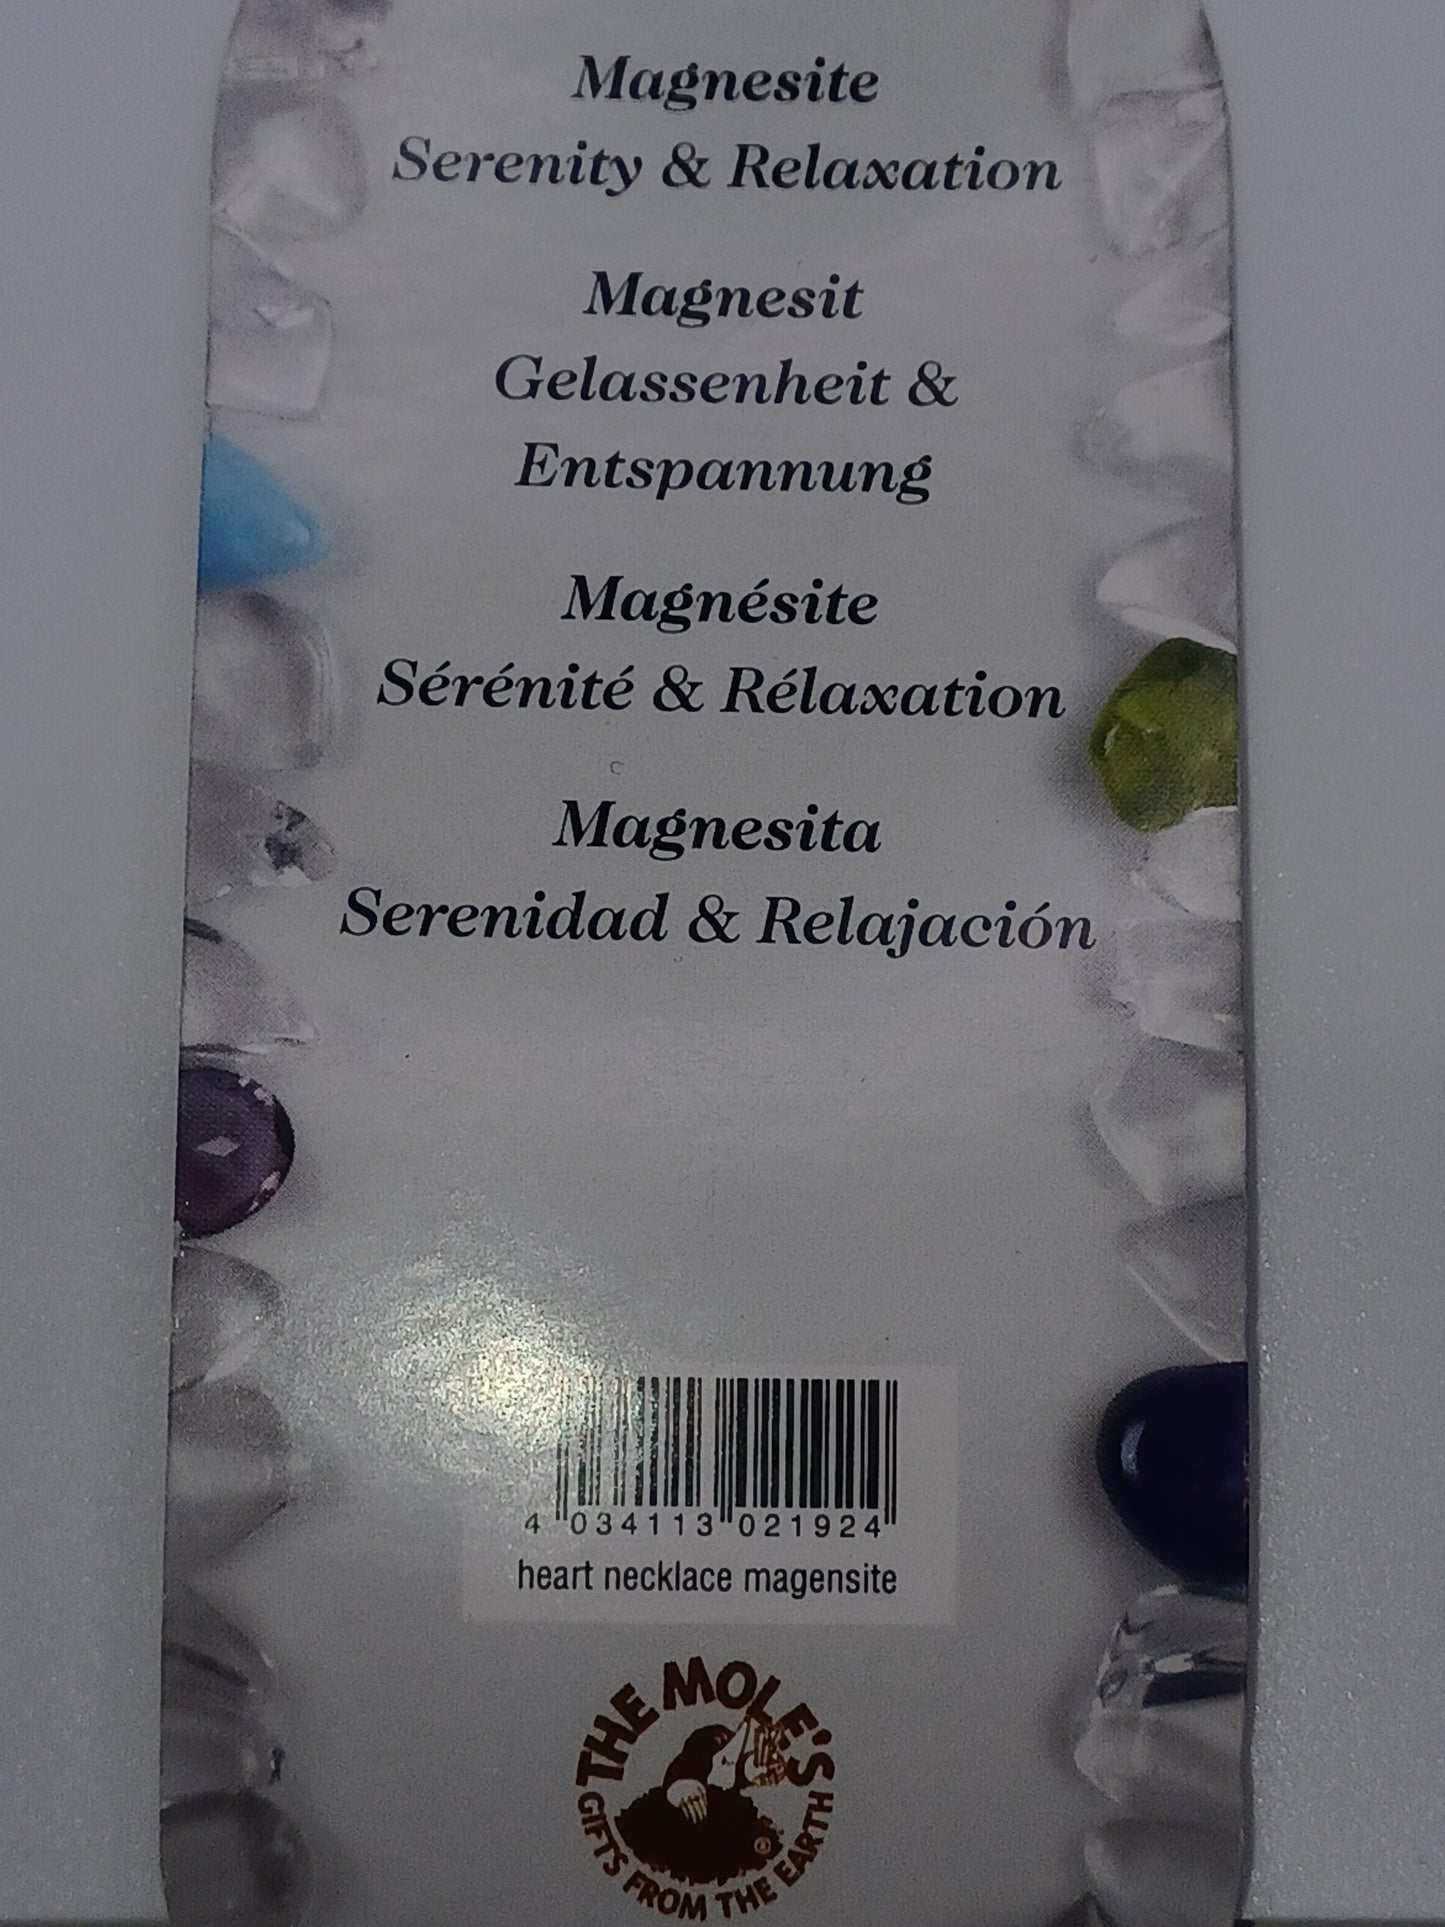 Magnesite
Serenity & Relaxation
Magnesit
Gelassenheit &
Entspannung
Magnésite
Sérénité & Rélaxation
Magnesita
Serenidad & Relajación
4 034113 021924
heart necklace magensite
THE MOLE'S
GIFTS FROM THE EARTH